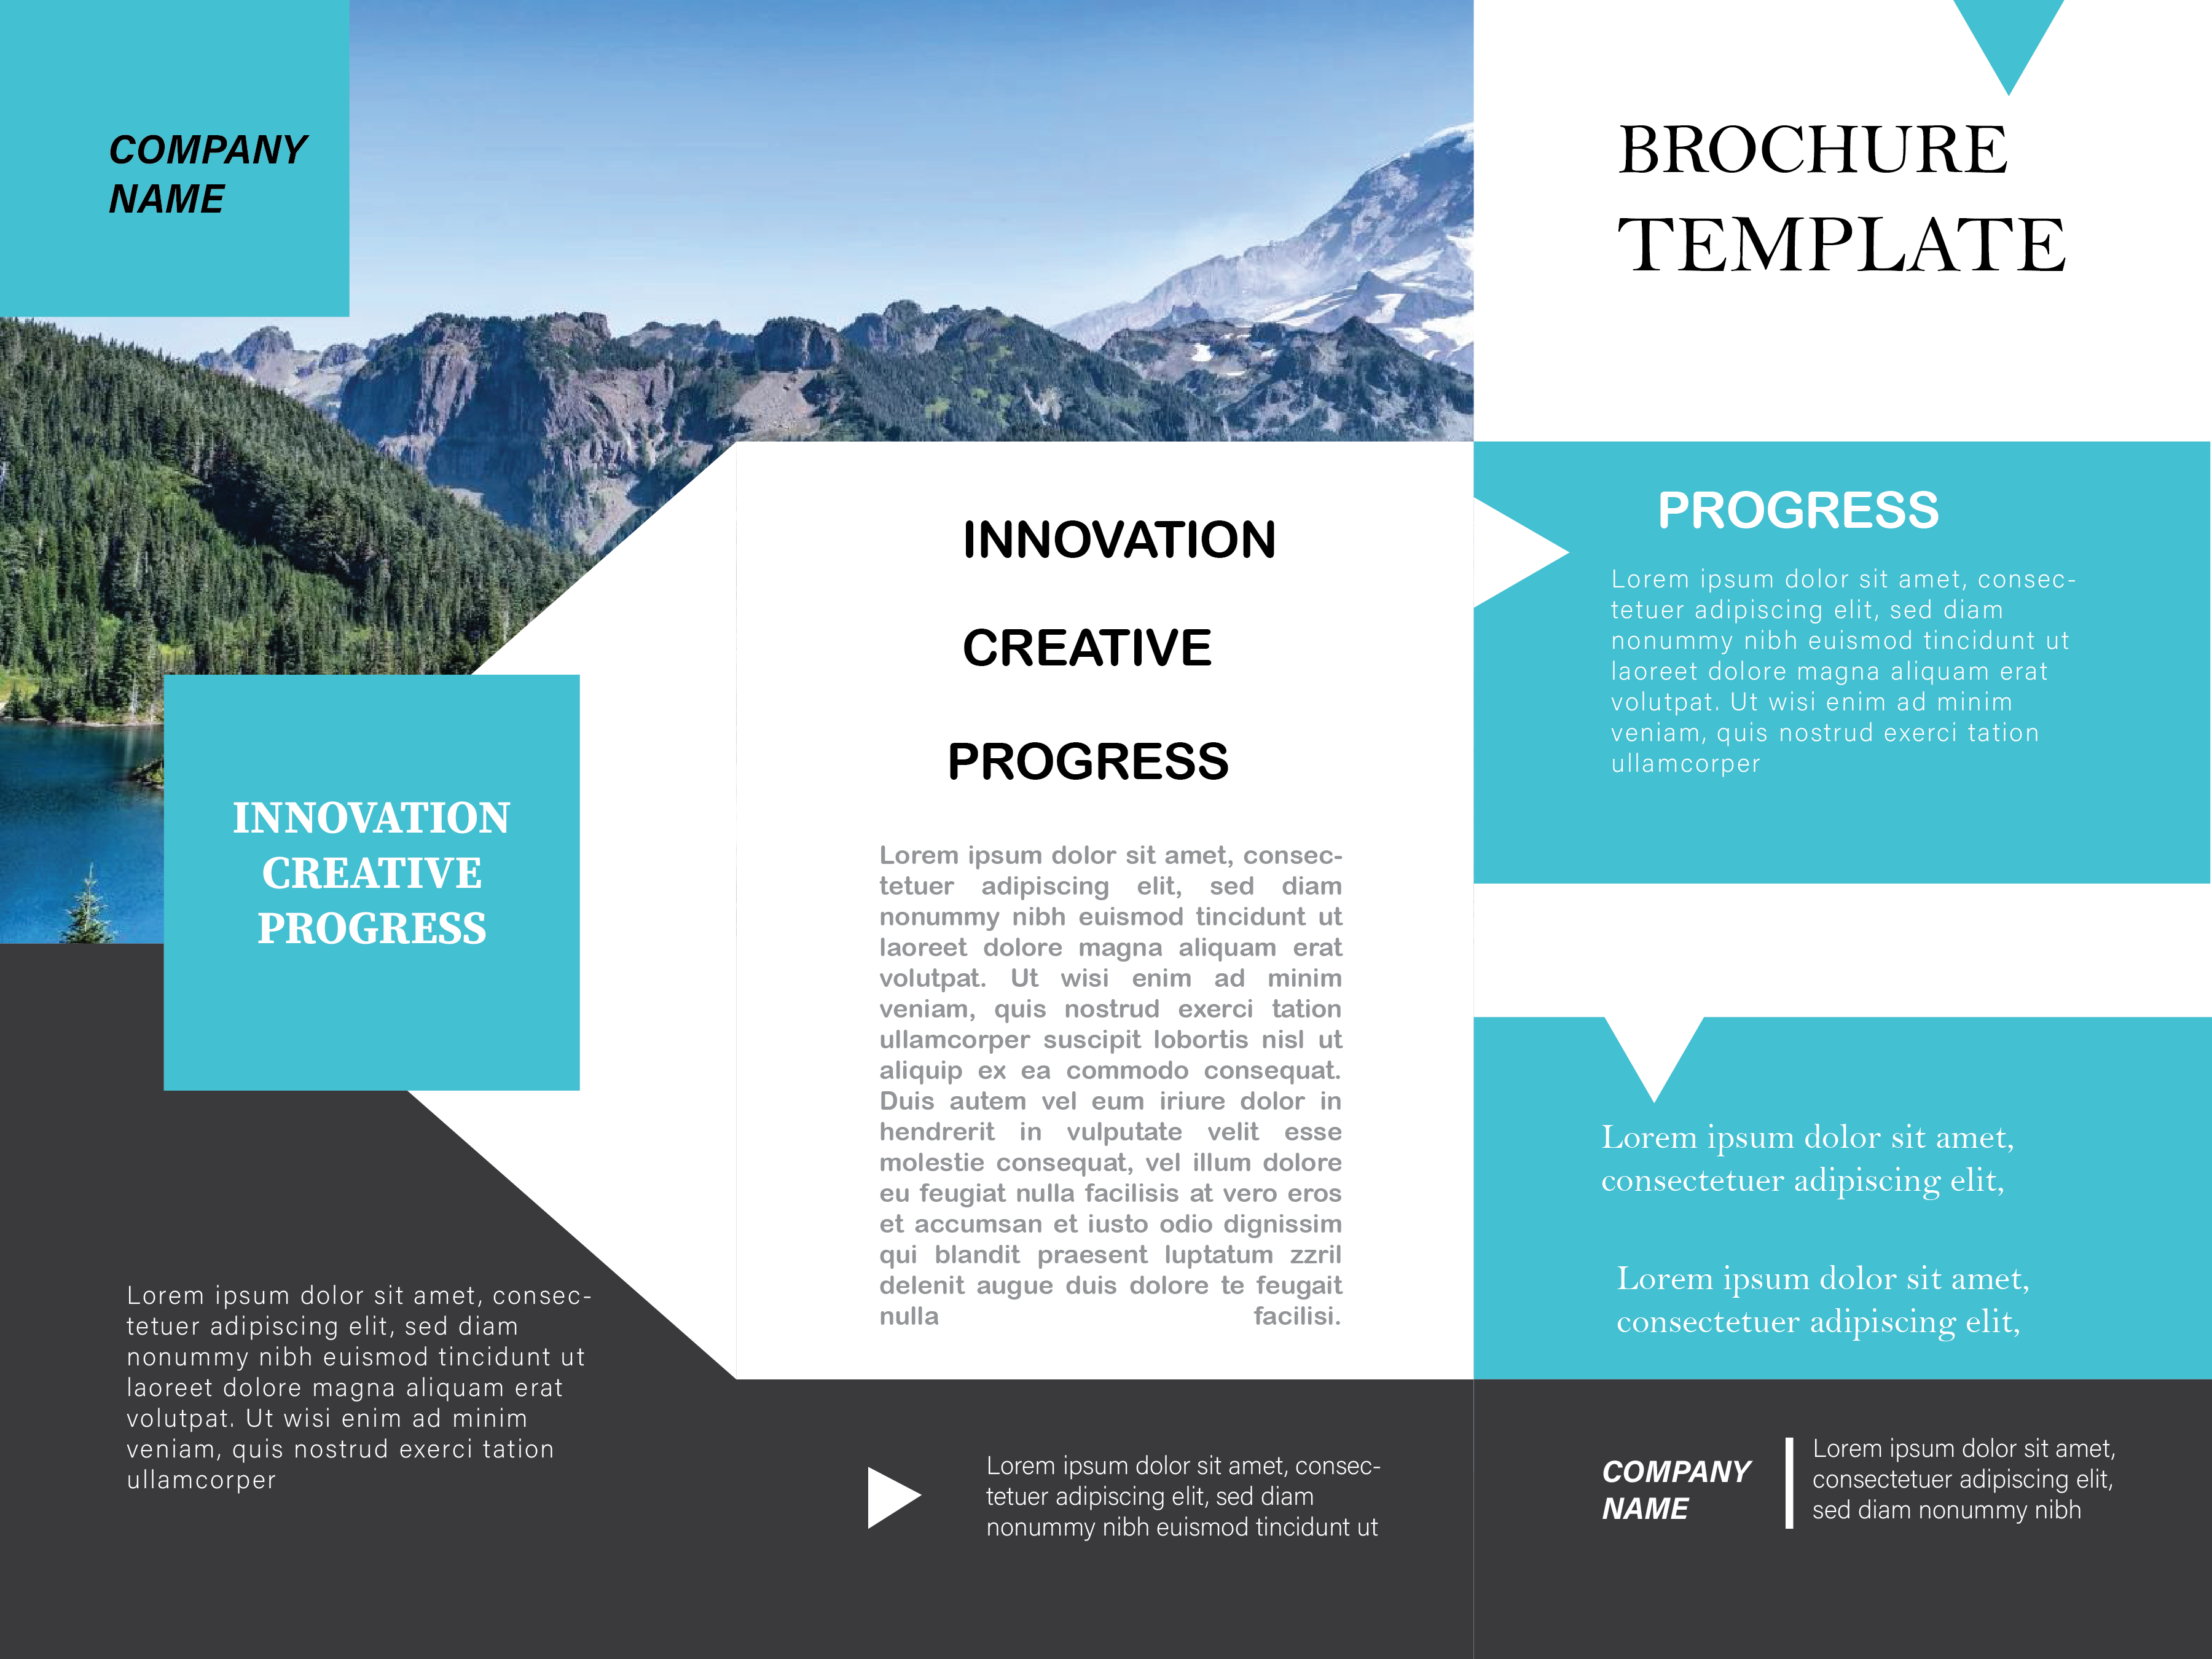 COMPANY
NAME
INNOVATION
CREATIVE
PROGRESS
Lorem ipsum dolor sit amet, consec-
tetuer adipiscing elit, sed diam
nonummy nibh euismod tincidunt ut
laoreet dolore magna aliquam erat
volutpat. Ut wisi enim ad minim
veniam, quis nostrud exerci tation
ullamcorper
INNOVATION
CREATIVE
PROGRESS
Lorem ipsum dolor sit amet, consec-
tetuer adipiscing elit, sed diam
nonummy nibh euismod tincidunt ut
laoreet dolore magna aliquam erat
volutpat. Ut wisi enim ad minim
veniam, quis nostrud exerci tation
ullamcorper suscipit lobortis nisl ut
aliquip ex ea commodo consequat.
Duis autem vel eum iriure dolor in
hendrerit in vulputate velit esse
molestie consequat, vel illum dolore
eu feugiat nulla facilisis at vero eros
et accumsan et iusto odio dignissim
qui blandit praesent luptatum zzril
delenit augue duis dolore te feugait
nulla facilisi.
Lorem ipsum dolor sit amet, consec-
tetuer adipiscing elit, sed diam
nonummy nibh euismod tincidunt ut
BROCHURE
TEMPLATE
PROGRESS
Lorem ipsum dolor sit amet, consec-
tetuer adipiscing elit, sed diam
nonummy nibh euismod tincidunt ut
laoreet dolore magna aliquam erat
volutpat. Ut wisi enim ad minim
veniam, quis nostrud exerci tation
ullamcorper
Lorem ipsum dolor sit amet,
consectetuer adipiscing elit,
Lorem ipsum dolor sit amet,
consectetuer adipiscing elit,
COMPANY
NAME
Lorem ipsum dolor sit amet,
consectetuer adipiscing elit,
sed diam nonummy nibh